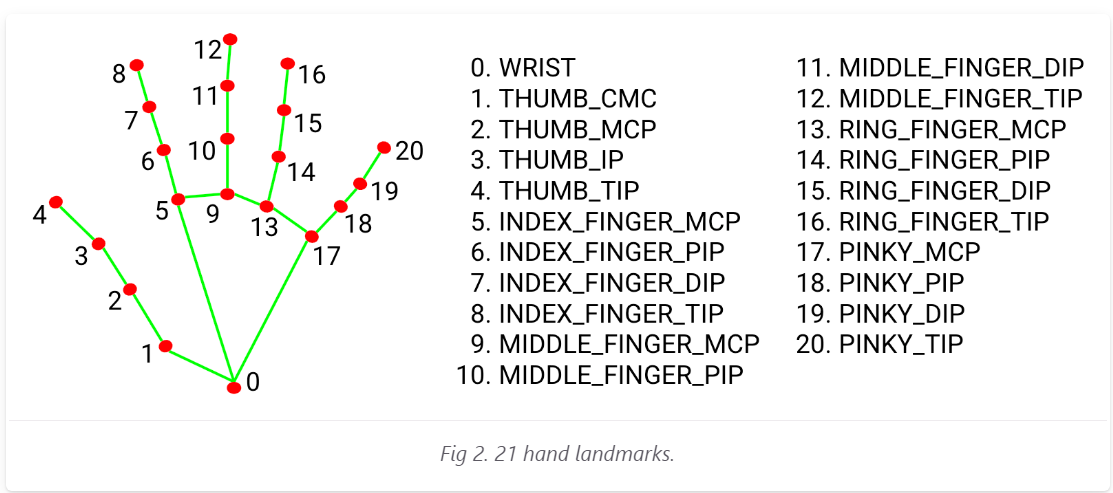 12
8
16
11
7
15
10
6
14
20
19
5
9
4
18
13
3
17
2
1
0
0. WRIST
1. THUMB_CMC
2. THUMB_MCP
3. THUMB_IP
4. THUMB_TIP
5. INDEX_FINGER_MCP
6. INDEX_FINGER_PIP
7. INDEX_FINGER_DIP
8. INDEX_FINGER_TIP
9. MIDDLE_FINGER_MCP
10. MIDDLE_FINGER_PIP
11. MIDDLE_FINGER_DIP
12. MIDDLE_FINGER_TIP
13. RING_FINGER_MCP
14. RING_FINGER_PIP
15. RING_FINGER_DIP
16. RING_FINGER_TIP
17. PINKY_MCP
18. PINKY_PIP
19. PINKY_DIP
20. PINKY_TIP
Fig 2. 21 hand landmarks.